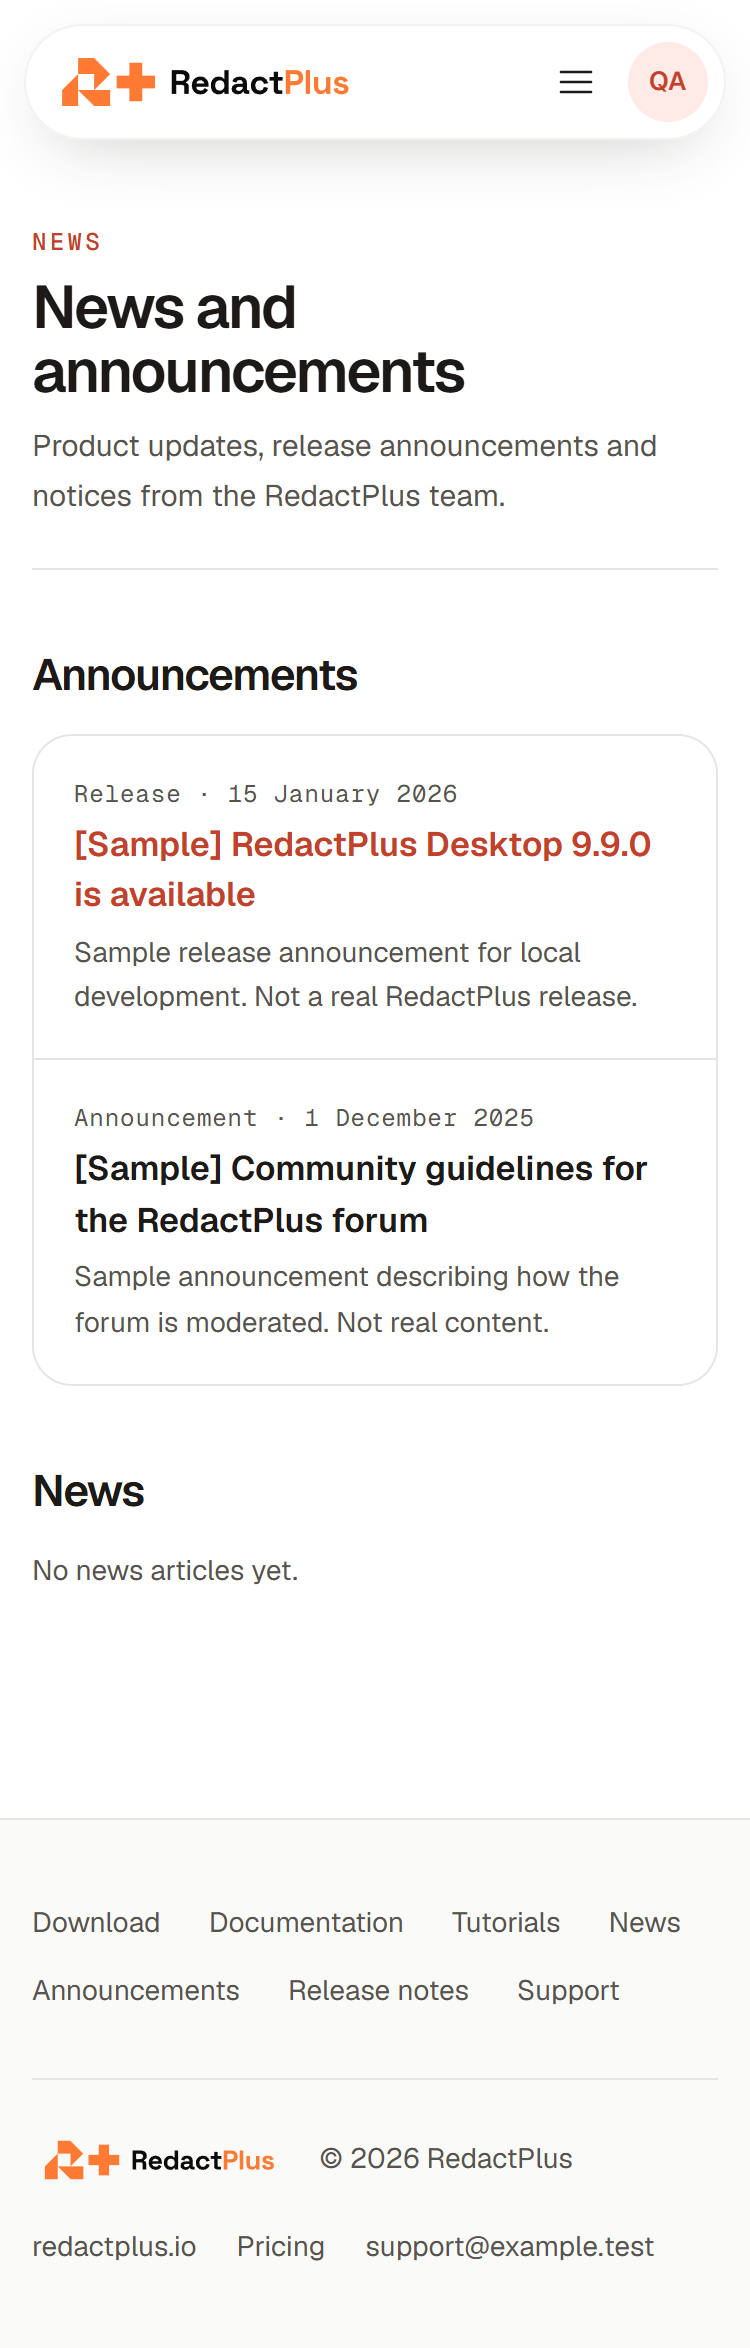 RedactPlus
QA
NEWS
News and
announcements
Product updates, release announcements and
notices from the RedactPlus team.
Announcements
Release · 15 January 2026
[Sample] RedactPlus Desktop 9.9.0
is available
Sample release announcement for local
development. Not a real RedactPlus release.
Announcement · 1 December 2025
[Sample] Community guidelines for
the RedactPlus forum
Sample announcement describing how the
forum is moderated. Not real content.
News
No news articles yet.
Download Documentation Tutorials News
Announcements Release notes Support
RedactPlus © 2026 RedactPlus
redactplus.io Pricing support@example.test